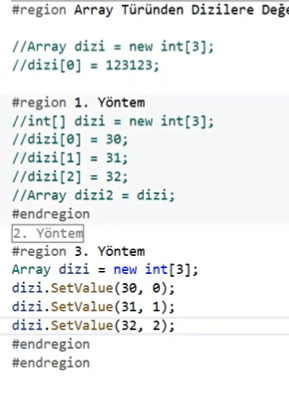 #region Array Türünden Dizilere Değe
//Array dizi = new int[3];
//dizi[0] = 123123;
#region 1. Yöntem
//int[] dizi = new int[3];
//dizi[0] = 30;
//dizi[1] = 31;
//dizi[2] = 32;
//Array dizi2 = dizi;
#endregion
2. Yöntem
#region 3. Yöntem
Array dizi = new int[3];
dizi.SetValue(30, 0);
dizi.SetValue(31, 1);
dizi.SetValue(32, 2);
#endregion
#endregion